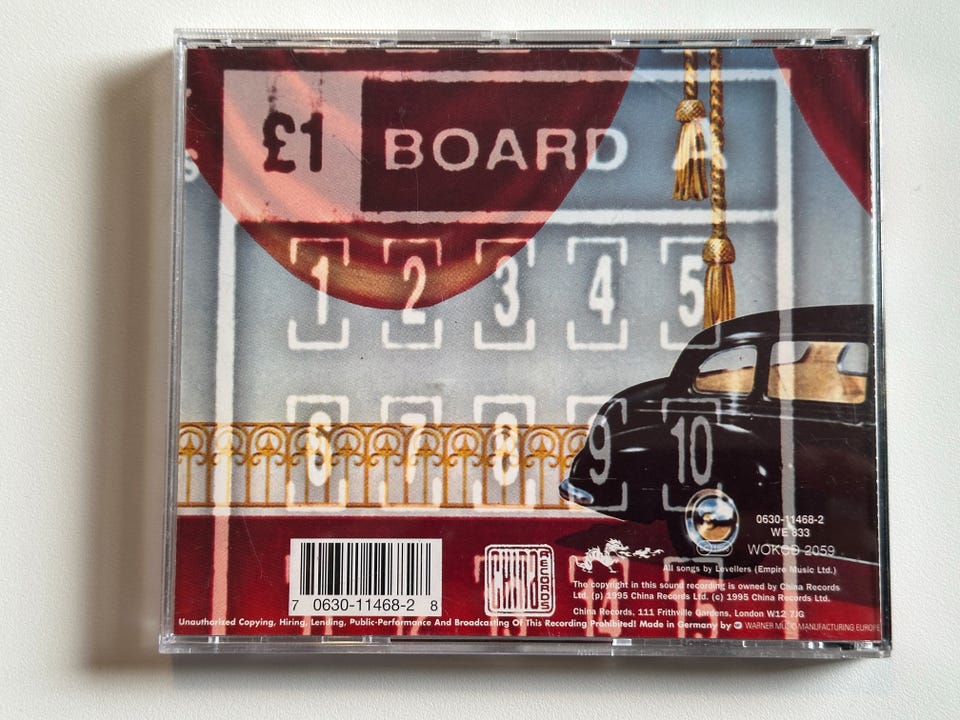 S
£1 BOARD A
1 2 3 4 5
6 7 8 9 10
0630-11468-2
WE 833
WOKCD 2059
All songs by Levellers (Empire Music Ltd.)
The copyright in this sound recording is owned by China Records
Ltd. (p) 1995 China Records Ltd. (c) 1995 China Records Ltd.
China Records, 111 Frithville Gardens, London W12 7JG
7 0630-11468-2 8
CHINA RECORDS
Unauthorized Copying, Hiring, Lending, Public-Performance And Broadcasting Of This Recording Prohibited! Made in Germany by WARNER MUSIC MANUFACTURING EUROPE